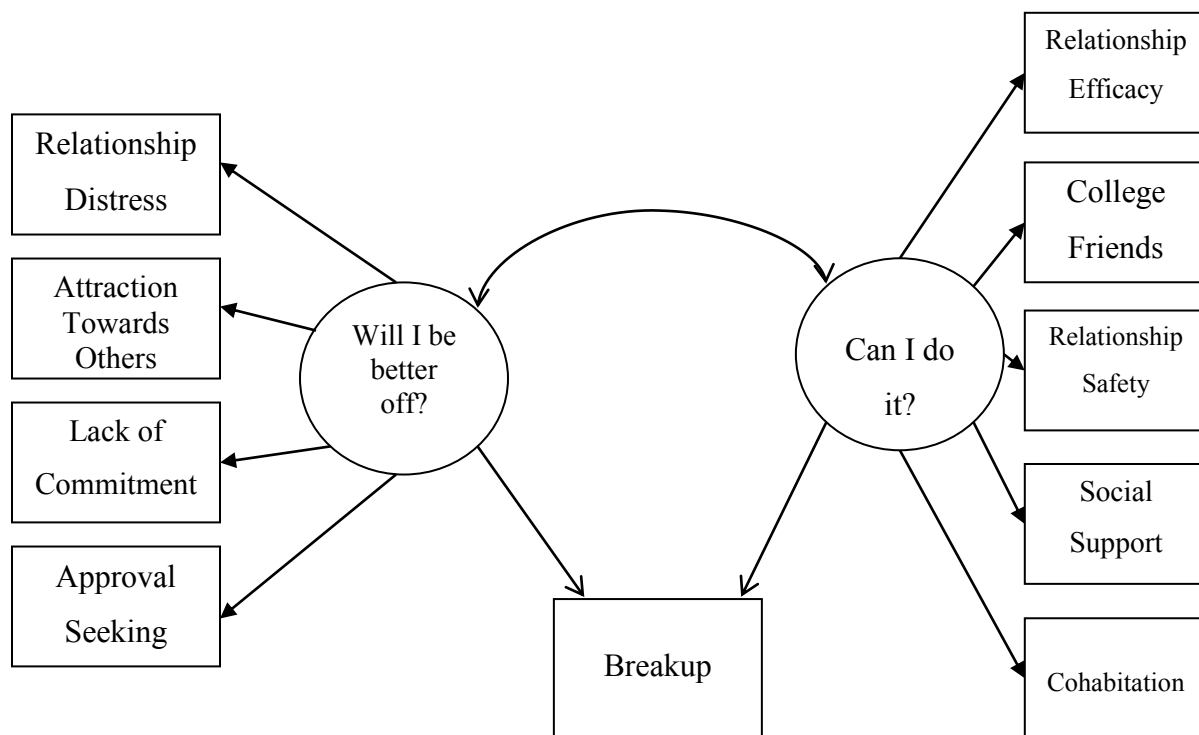 Relationship
Distress
Attraction
Towards
Others
Lack of
Commitment
Approval
Seeking
Will I be
better
off?
Breakup
Can I do
it?
Relationship
Efficacy
College
Friends
Relationship
Safety
Social
Support
Cohabitation